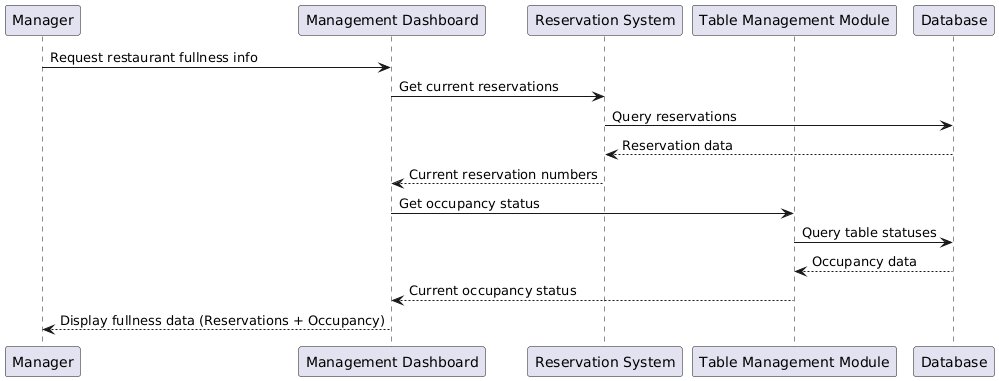 Manager
Management Dashboard
Reservation System
Table Management Module
Database
Request restaurant fullness info
Get current reservations
Query reservations
Reservation data
Current reservation numbers
Get occupancy status
Query table statuses
Occupancy data
Current occupancy status
Display fullness data (Reservations + Occupancy)
Manager
Management Dashboard
Reservation System
Table Management Module
Database